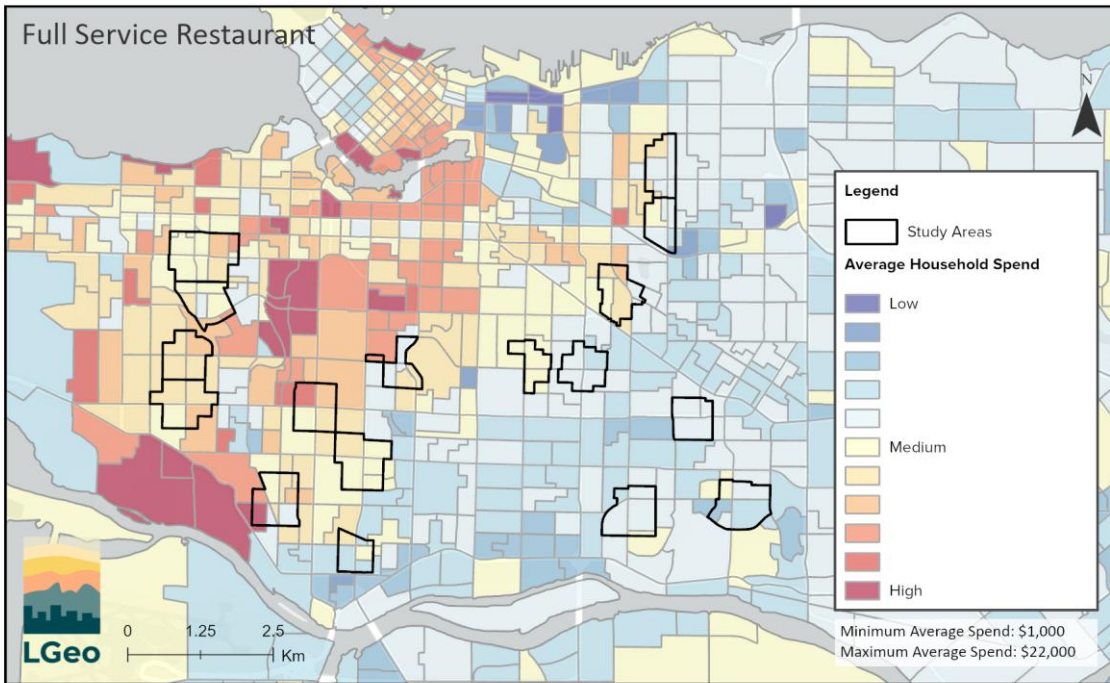 Full Service Restaurant
N
Legend
Study Areas
Average Household Spend
Low
Medium
High
Minimum Average Spend: $1,000
Maximum Average Spend: $22,000
LGeo
0 1.25 2.5
Km